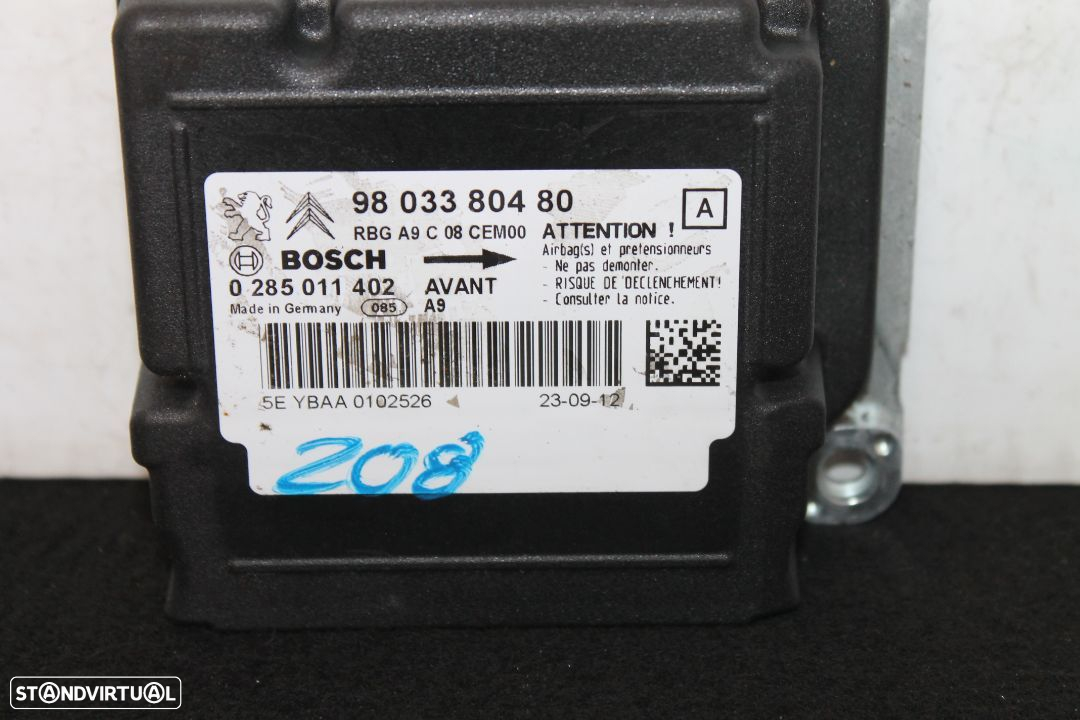 98 033 804 80
A
RBG A9 C 08 CEM00
ATTENTION !
Airbag(s) et pretensionneurs
- Ne pas demonter.
- RISQUE DE DECLENCHEMENT!
- Consulter la notice.
BOSCH
0 285 011 402
AVANT
Made in Germany
085
A9
5E YBAA 0102526
23-09-12
208
STANDVIRTUAL